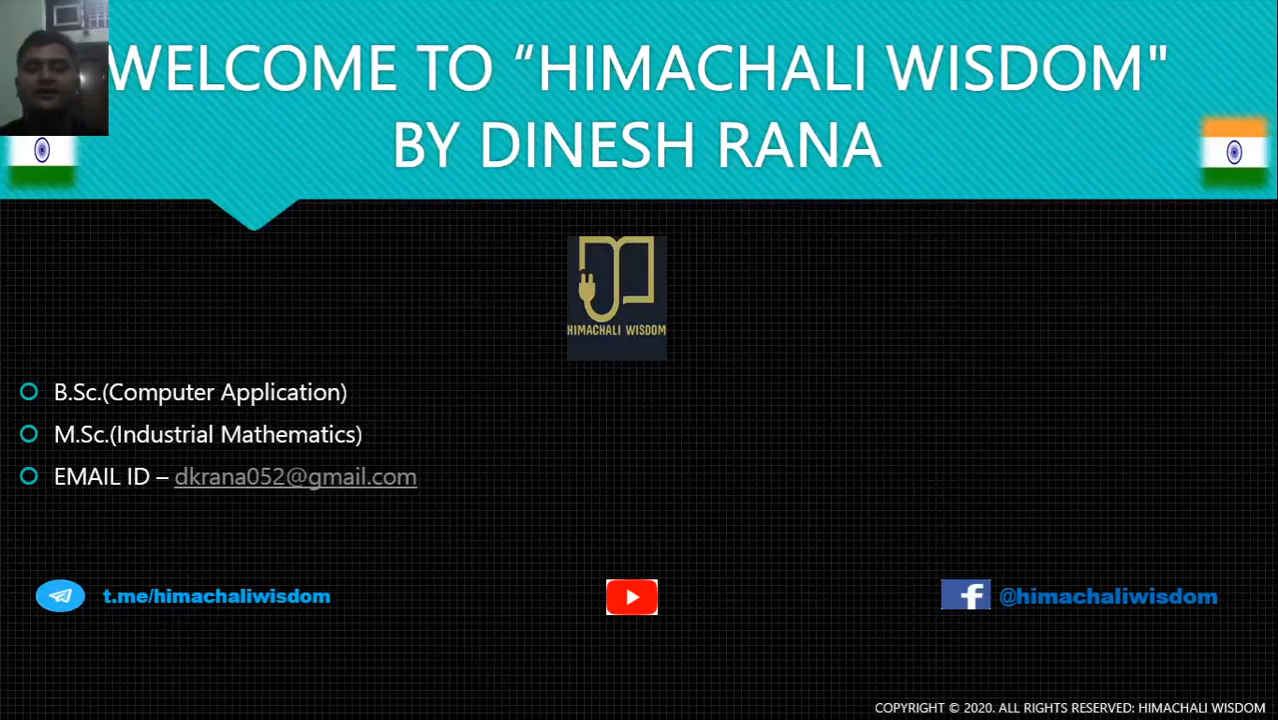 WELCOME TO “HIMACHALI WISDOM"
BY DINESH RANA
HIMACHALI WISDOM
B.Sc.(Computer Application)
M.Sc.(Industrial Mathematics)
EMAIL ID – dkrana052@gmail.com
t.me/himachaliwisdom
f @himachaliwisdom
COPYRIGHT © 2020. ALL RIGHTS RESERVED: HIMACHALI WISDOM